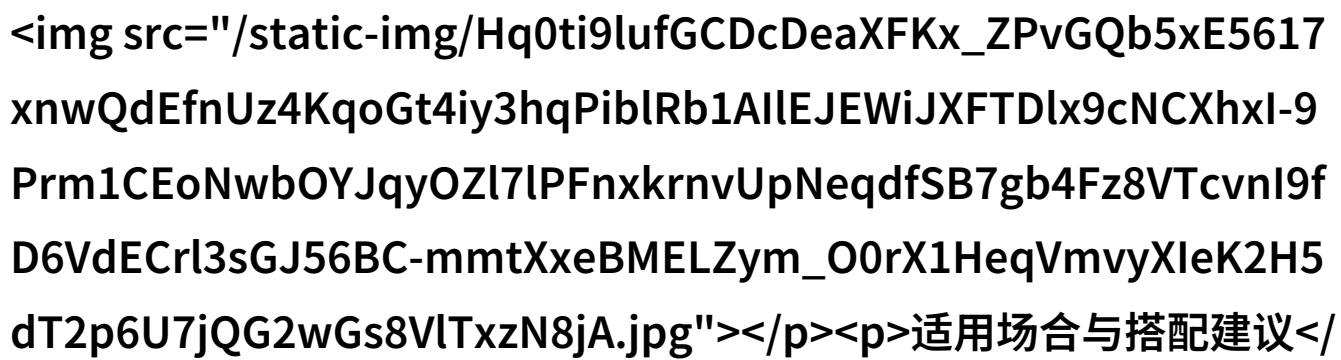 <img src="/static-img/Hq0ti9lufGCDcDeaXFKx_ZPvGQb5xE5617
xnwQdEfnUz4KqoGt4iy3hqPiblRb1AIlEJEWiJXFTDlx9cNCXhxI-9
Prm1CEoNwbOYJqyOZl7lPFnxkrnvUpNeqdfSB7gb4Fz8VTcvnI9f
D6VdECrl3sGJ56BC-mmtXxeBMELZym_O0rX1HeqVmvyXIeK2H5
dT2p6U7jQG2wGs8VlTxzN8jA.jpg"></p><p>适用场合与搭配建议</